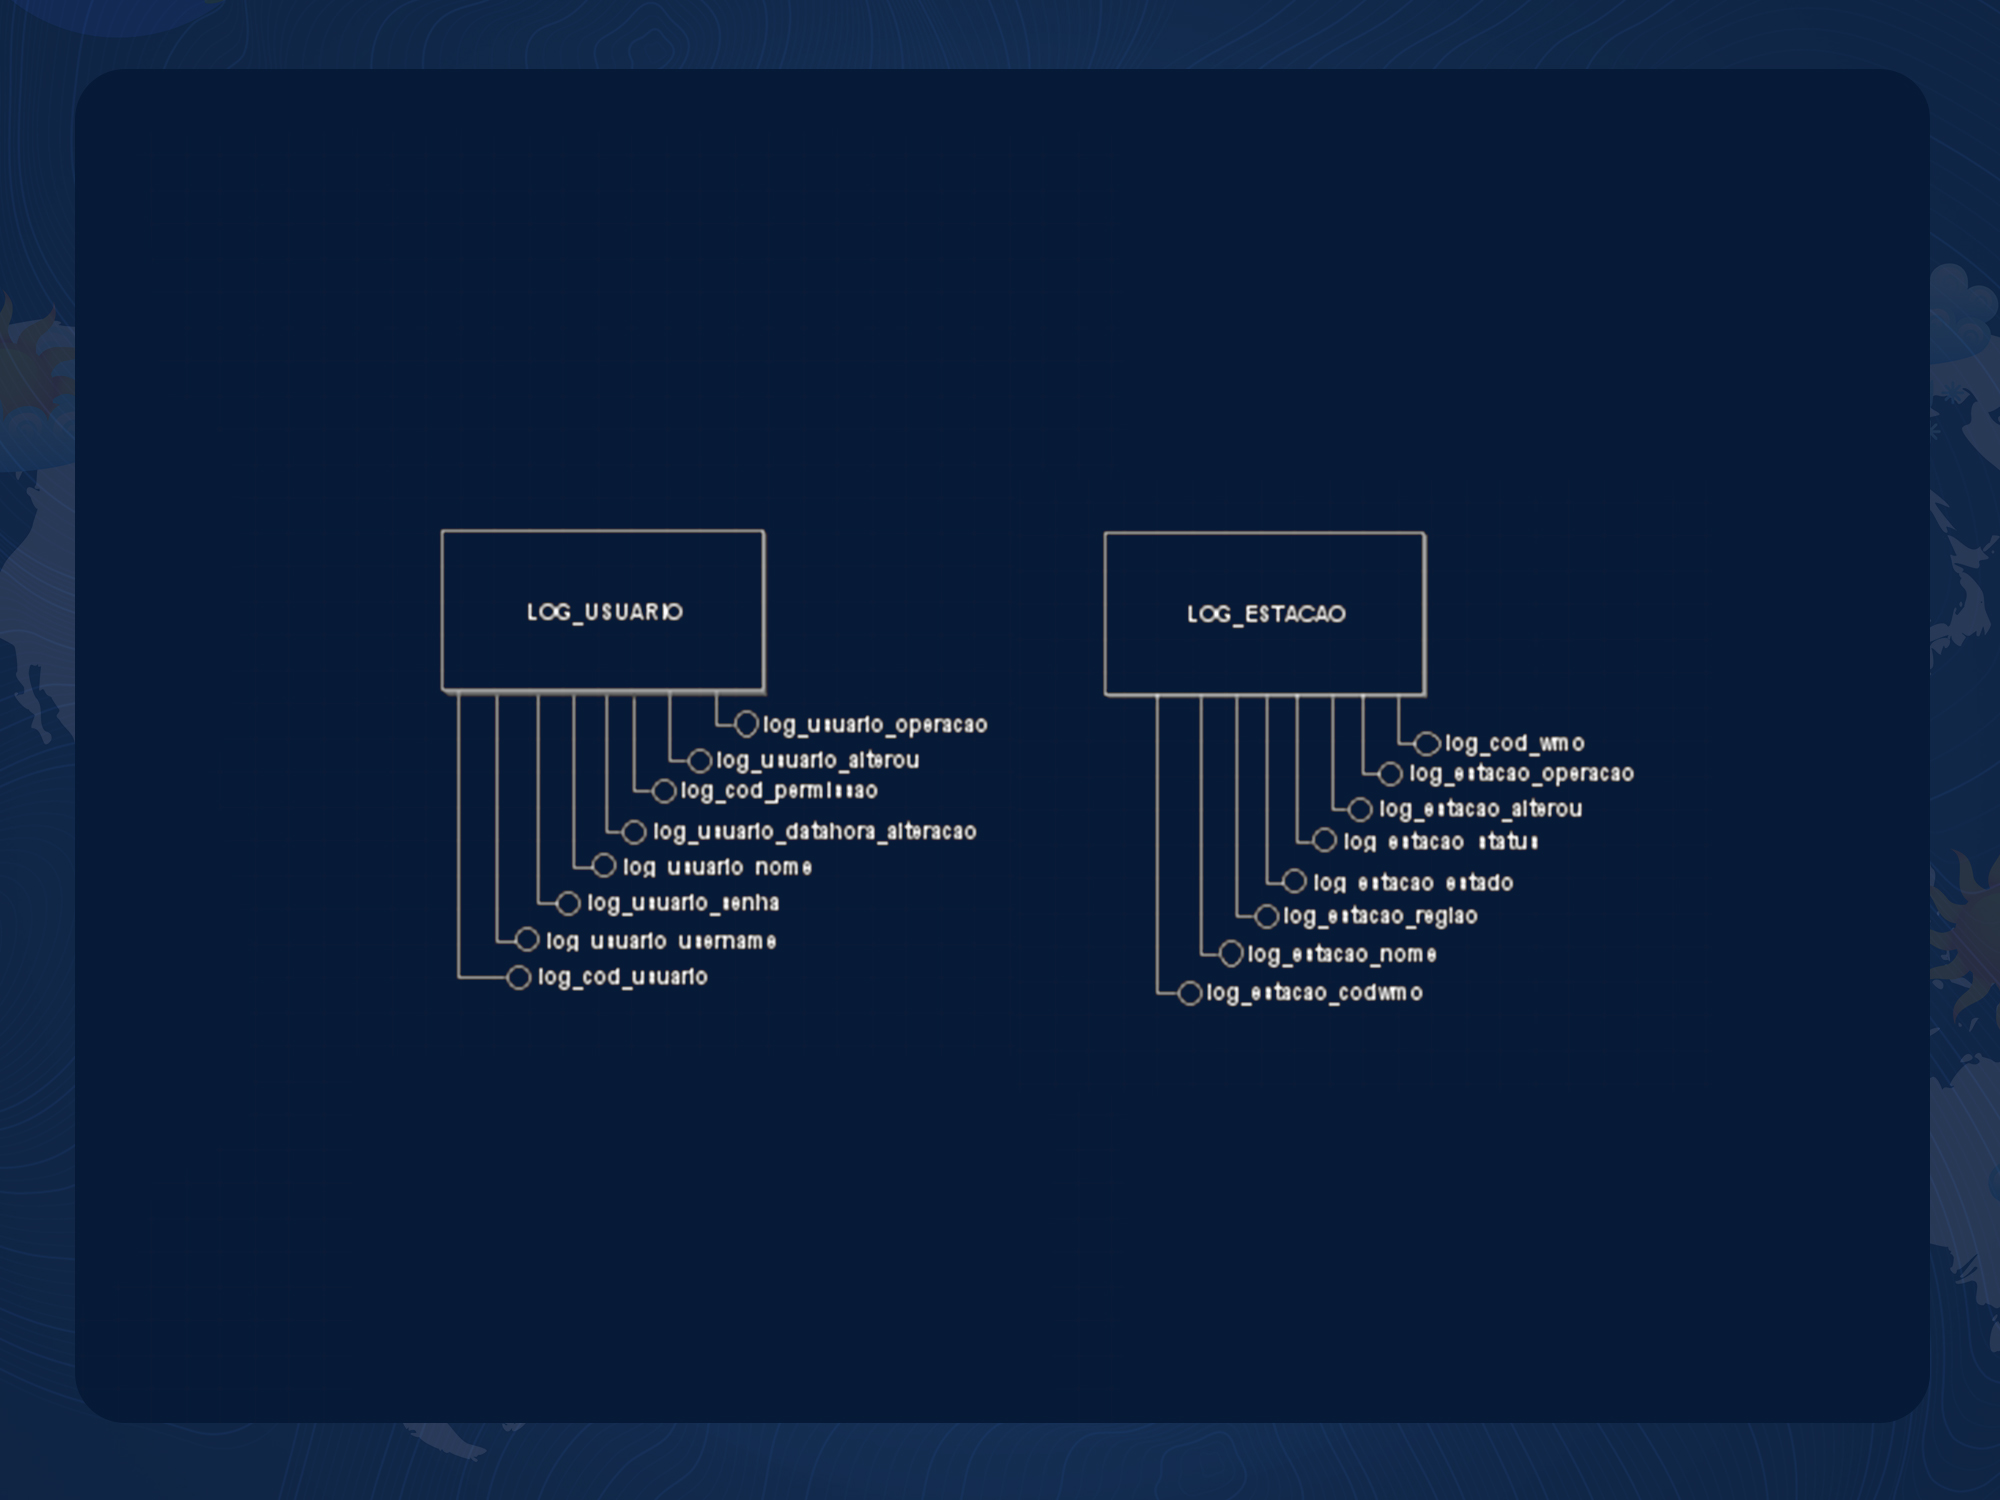 LOG_USUARIO
log_usuario_operacao
log_usuario_alterou
log_cod_permissao
log_usuario_datahora_alteracao
log_usuario_nome
log_usuario_senha
log_usuario_username
log_cod_usuario
LOG_ESTACAO
log_cod_wmo
log_estacao_operacao
log_estacao_alterou
log_estacao_status
log_estacao_estado
log_estacao_regiao
log_estacao_nome
log_estacao_codwmo